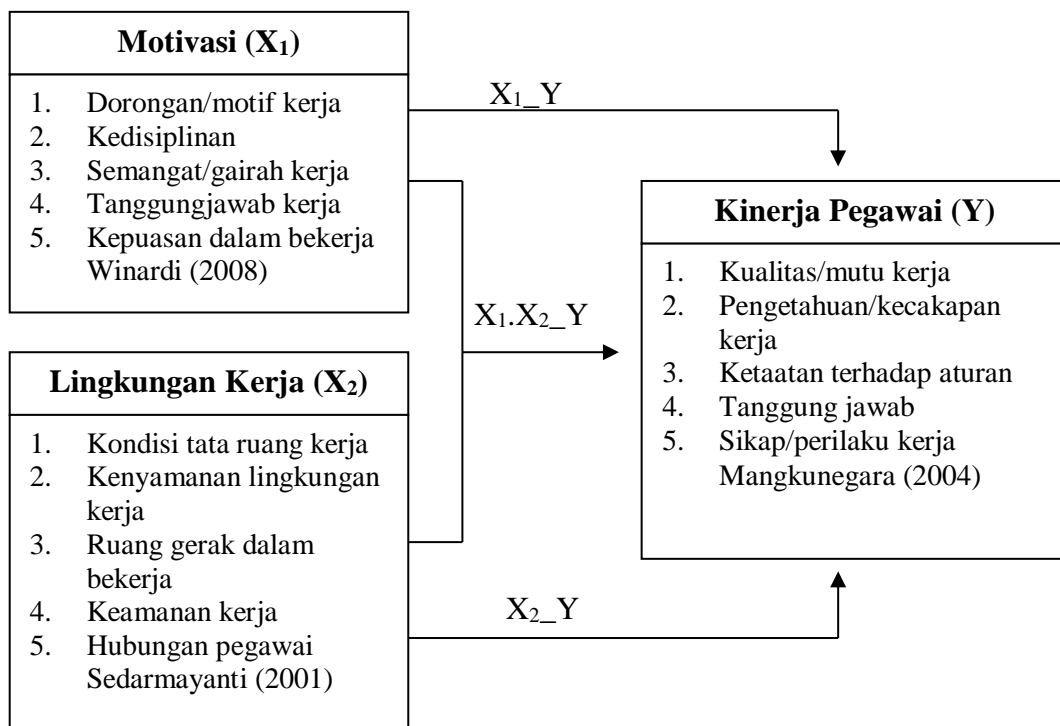 Motivasi (X₁)
1. Dorongan/motif kerja
2. Kedisiplinan
3. Semangat/gairah kerja
4. Tanggungjawab kerja
5. Kepuasan dalam bekerja
Winardi (2008)
X₁_Y
X₁.X₂_Y
Lingkungan Kerja (X₂)
1. Kondisi tata ruang kerja
2. Kenyamanan lingkungan
kerja
3. Ruang gerak dalam
bekerja
4. Keamanan kerja
5. Hubungan pegawai
Sedarmayanti (2001)
X₂_Y
Kinerja Pegawai (Y)
1. Kualitas/mutu kerja
2. Pengetahuan/kecakapan
kerja
3. Ketaatan terhadap aturan
4. Tanggung jawab
5. Sikap/perilaku kerja
Mangkunegara (2004)